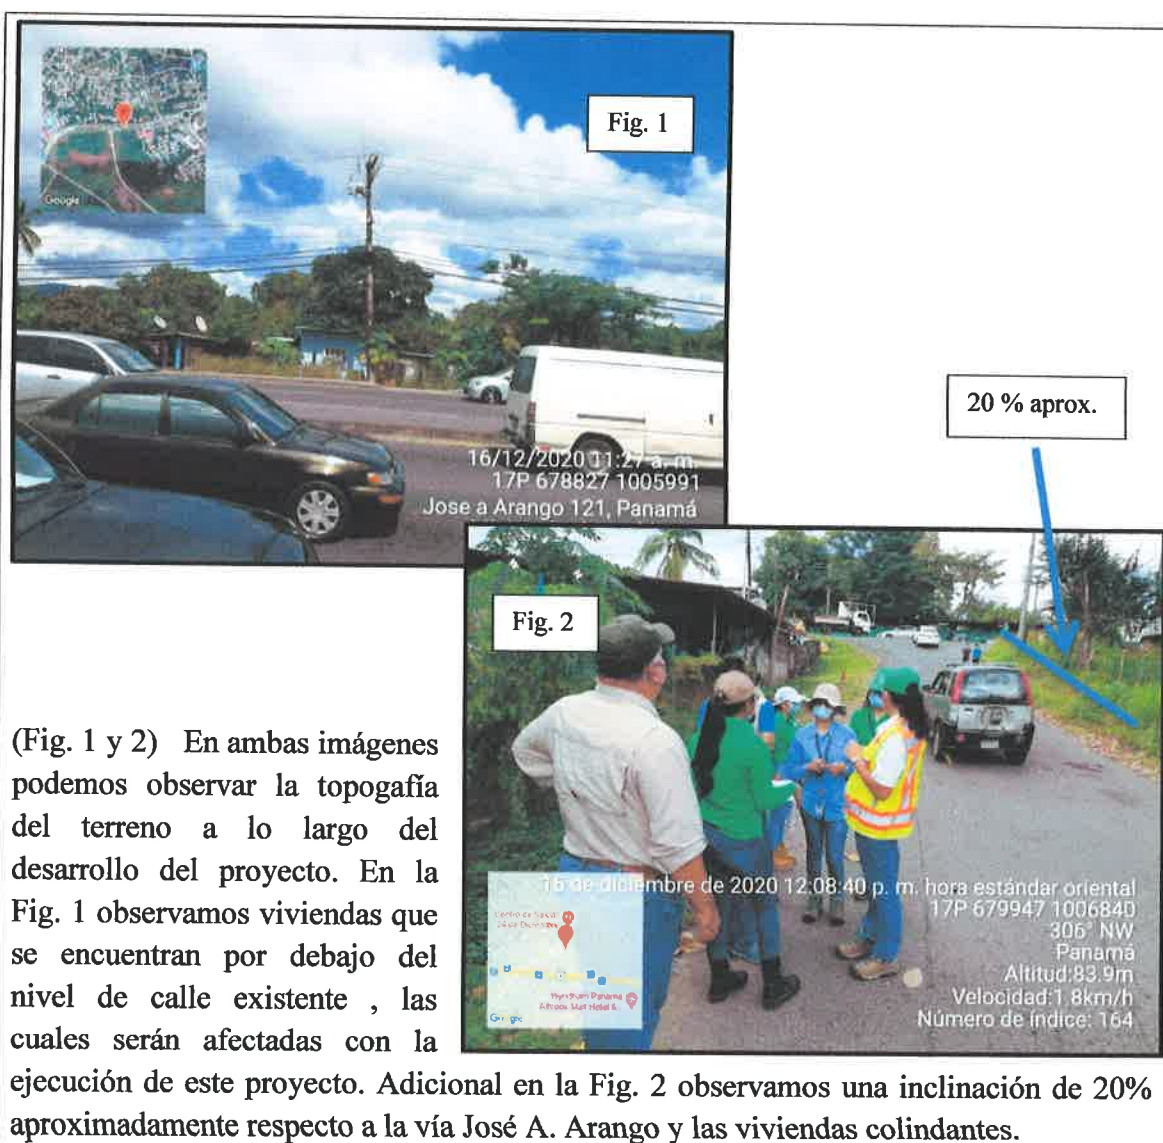 Google
Fig. 1
16/12/2020 11:27 a. m.
17P 678827 1005991
Jose a Arango 121, Panamá
20 % aprox.
Fig. 2
16 de diciembre de 2020 12:08:40 p. m. hora estándar oriental
17P 679947 1006840
306° NW
Panamá
Altitud:83.9m
Velocidad:1.8km/h
Número de índice: 164
Google
(Fig. 1 y 2) En ambas imágenes
podemos observar la topogafía
del terreno a lo largo del
desarrollo del proyecto. En la
Fig. 1 observamos viviendas que
se encuentran por debajo del
nivel de calle existente , las
cuales serán afectadas con la
ejecución de este proyecto. Adicional en la Fig. 2 observamos una inclinación de 20%
aproximadamente respecto a la vía José A. Arango y las viviendas colindantes.